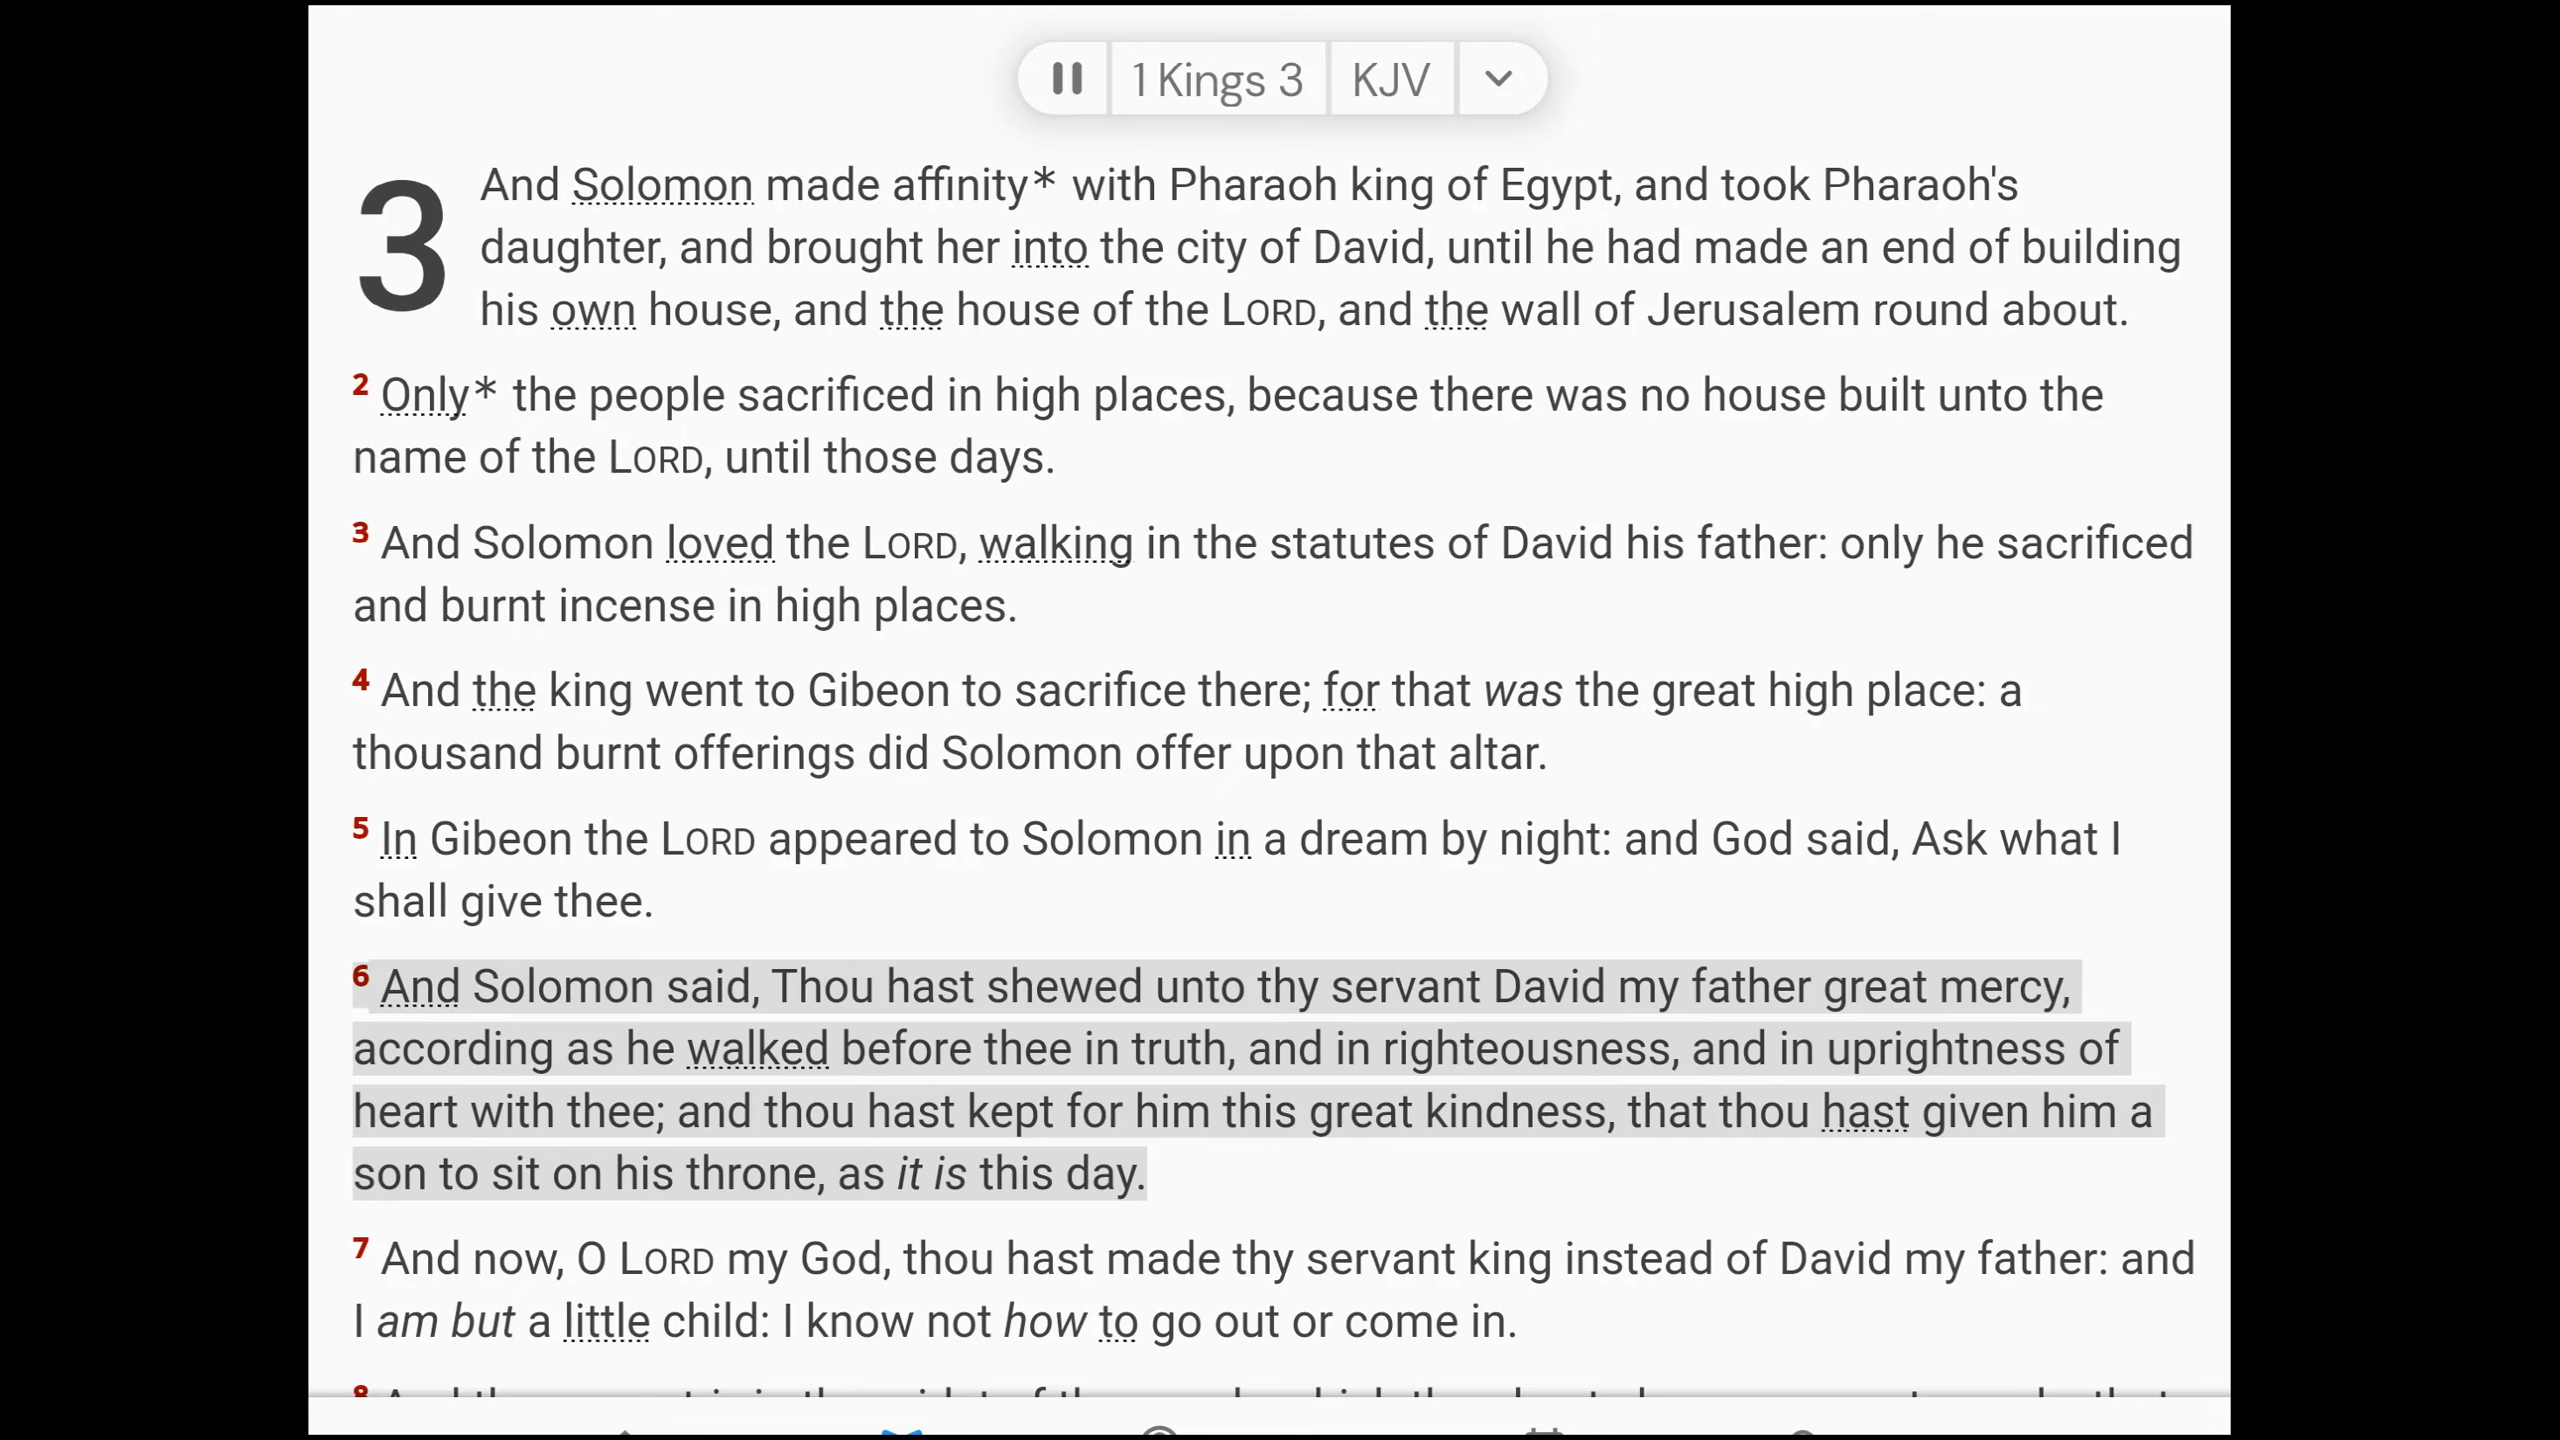 1 Kings 3 KJV
3 And Solomon made affinity* with Pharaoh king of Egypt, and took Pharaoh's
daughter, and brought her into the city of David, until he had made an end of building
his own house, and the house of the LORD, and the wall of Jerusalem round about.
2 Only* the people sacrificed in high places, because there was no house built unto the
name of the LORD, until those days.
3 And Solomon loved the LORD, walking in the statutes of David his father: only he sacrificed
and burnt incense in high places.
4 And the king went to Gibeon to sacrifice there; for that was the great high place: a
thousand burnt offerings did Solomon offer upon that altar.
5 In Gibeon the LORD appeared to Solomon in a dream by night: and God said, Ask what I
shall give thee.
6 And Solomon said, Thou hast shewed unto thy servant David my father great mercy,
according as he walked before thee in truth, and in righteousness, and in uprightness of
heart with thee; and thou hast kept for him this great kindness, that thou hast given him a
son to sit on his throne, as it is this day.
7 And now, O LORD my God, thou hast made thy servant king instead of David my father: and
I am but a little child: I know not how to go out or come in.